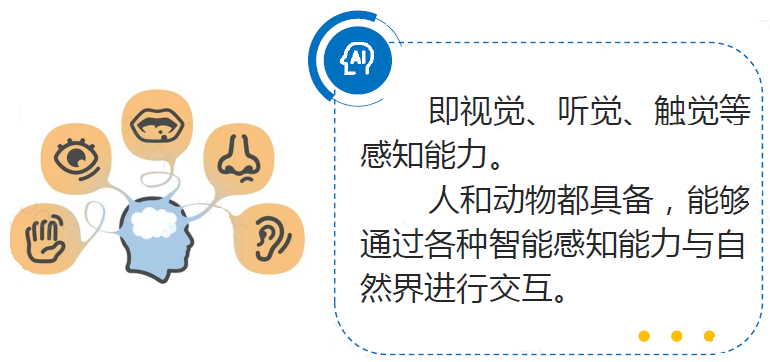 AI
即视觉、听觉、触觉等
感知能力。
人和动物都具备，能够
通过各种智能感知能力与自
然界进行交互。